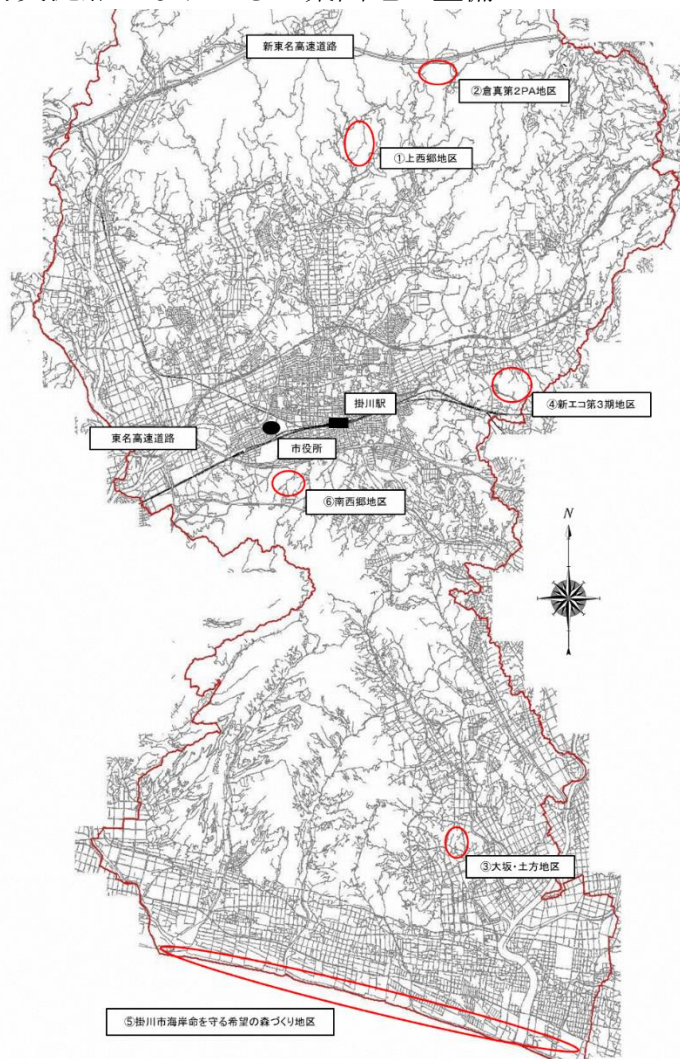 新東名高速道路
②倉真第2PA地区
①上西郷地区
掛川駅
④新エコ第3期地区
東名高速道路
市役所
⑥南西郷地区
N
③大坂・土方地区
⑤掛川市海岸命を守る希望の森づくり地区